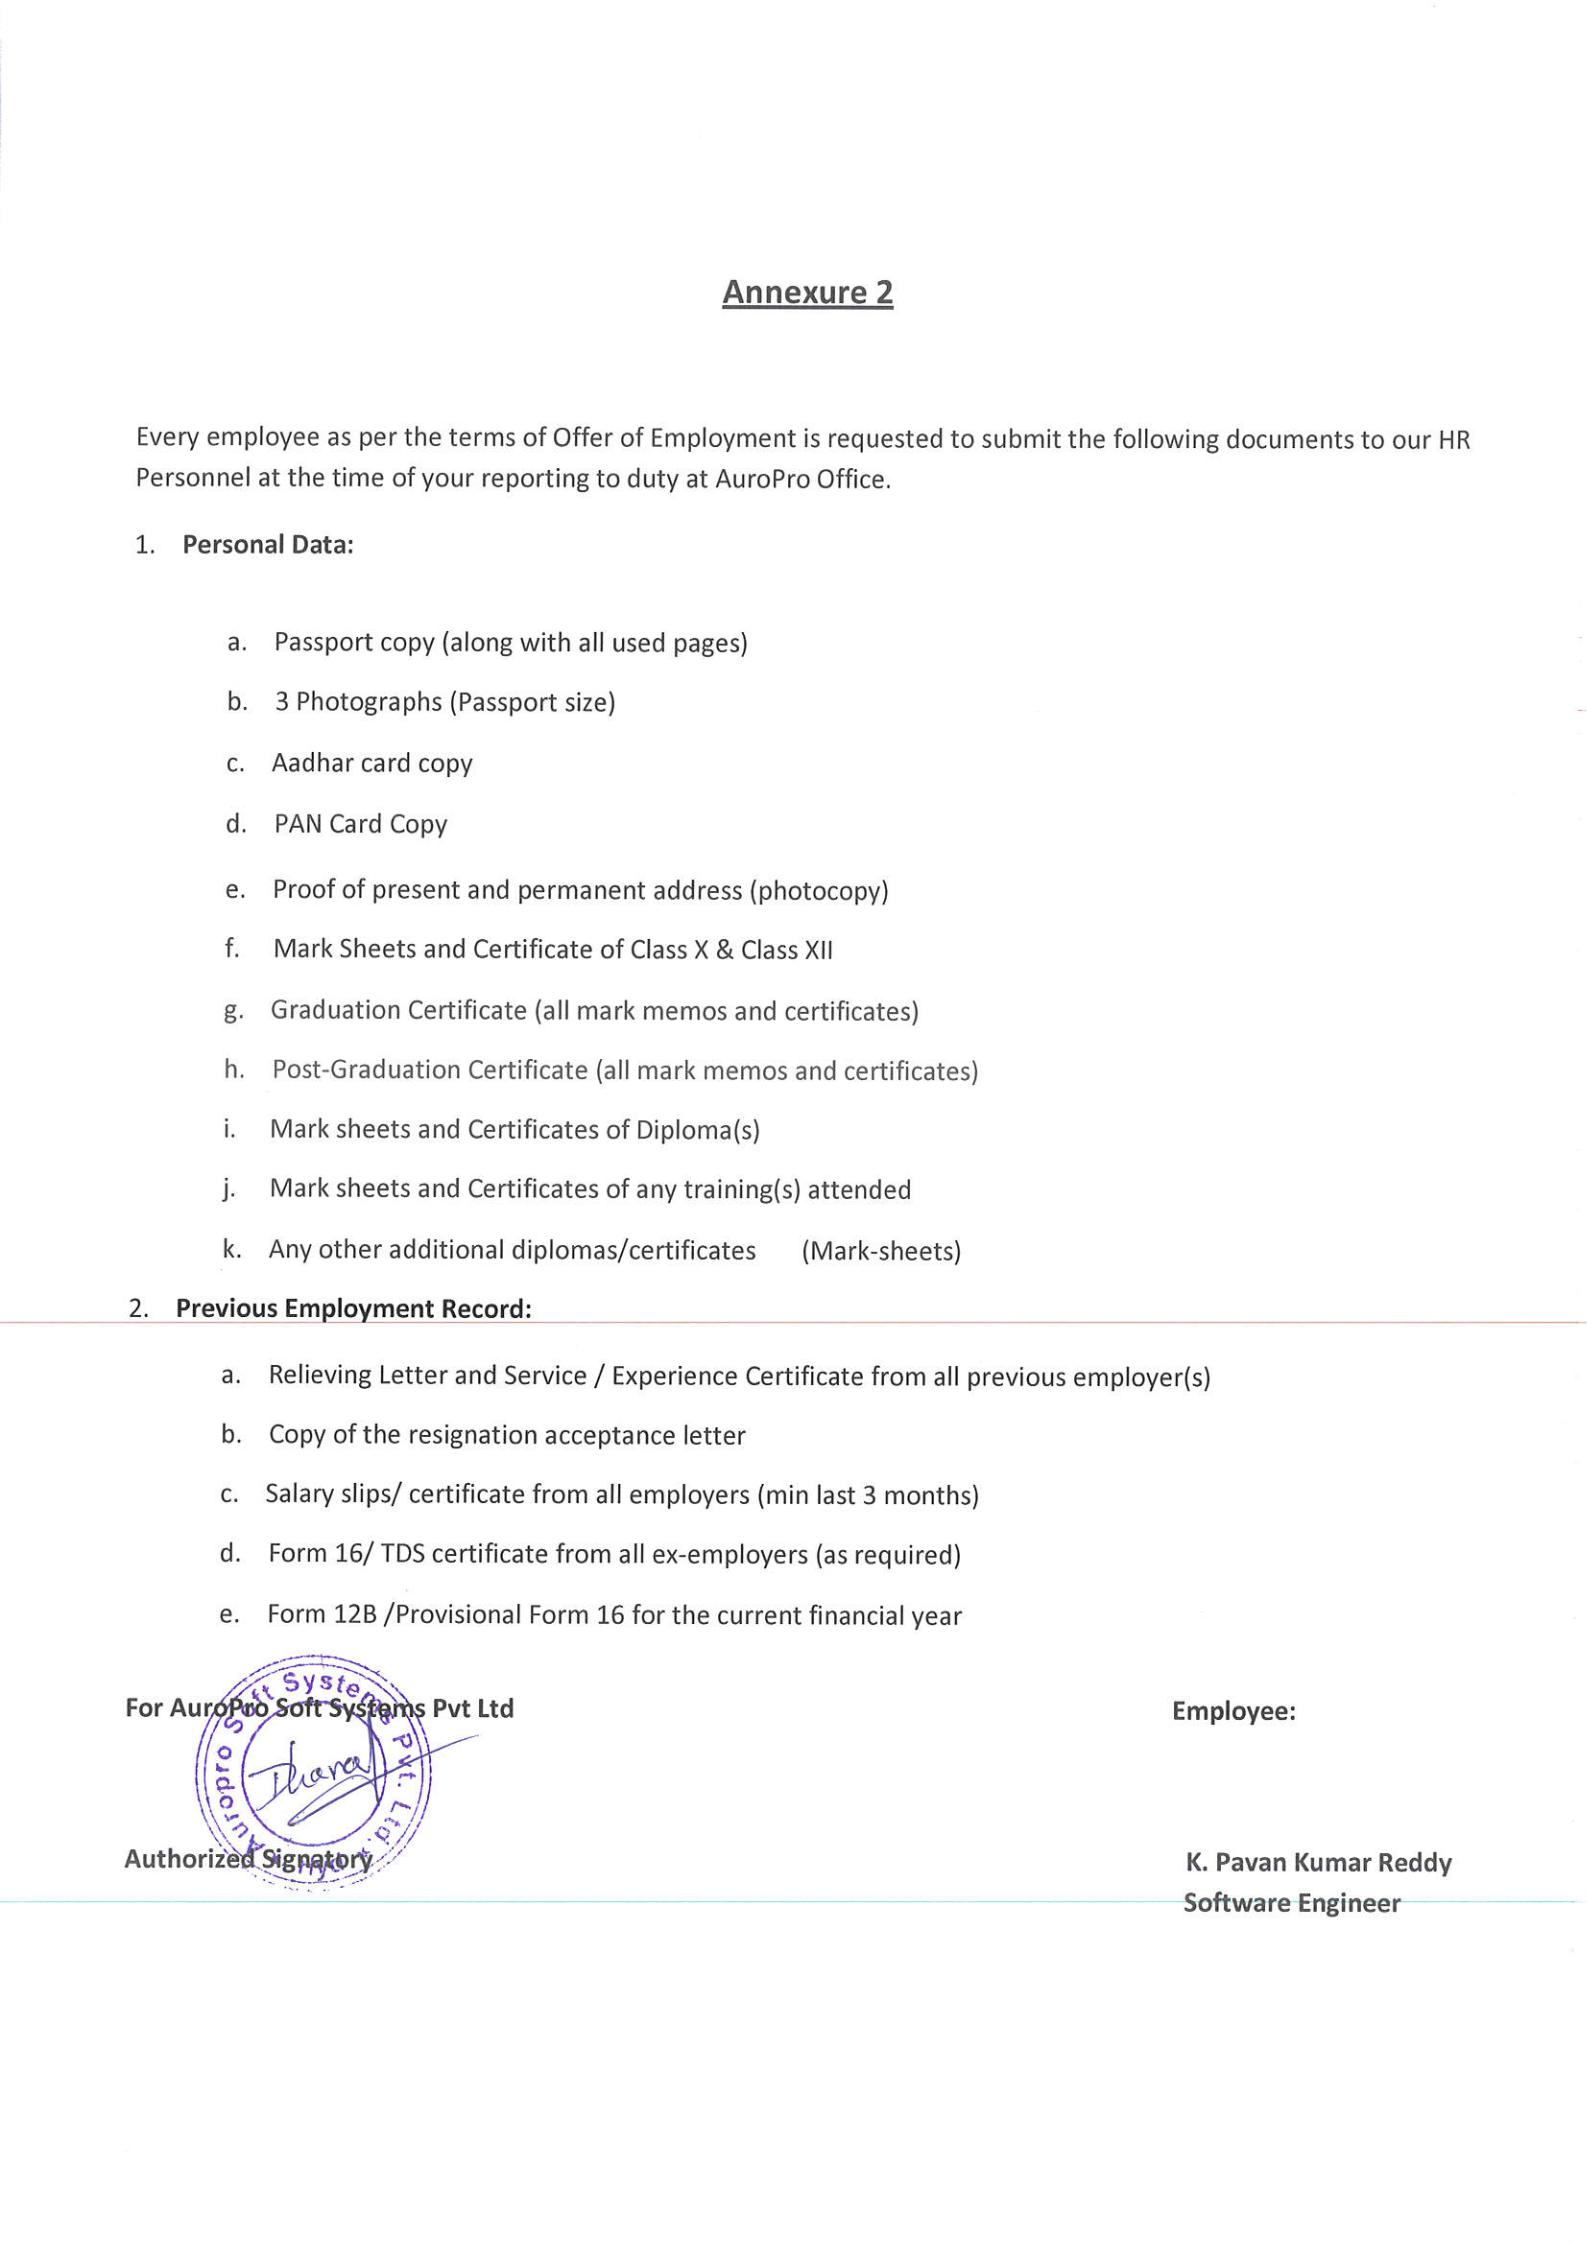 Annexure 2
Every employee as per the terms of Offer of Employment is requested to submit the following documents to our HR
Personnel at the time of your reporting to duty at AuroPro Office.
1. Personal Data:
a. Passport copy (along with all used pages)
b. 3 Photographs (Passport size)
c. Aadhar card copy
d. PAN Card Copy
e. Proof of present and permanent address (photocopy)
f. Mark Sheets and Certificate of Class X & Class XII
g. Graduation Certificate (all mark memos and certificates)
h. Post-Graduation Certificate (all mark memos and certificates)
i. Mark sheets and Certificates of Diploma(s)
j. Mark sheets and Certificates of any training(s) attended
k. Any other additional diplomas/certificates (Mark-sheets)
2. Previous Employment Record:
a. Relieving Letter and Service / Experience Certificate from all previous employer(s)
b. Copy of the resignation acceptance letter
c. Salary slips/ certificate from all employers (min last 3 months)
d. Form 16/ TDS certificate from all ex-employers (as required)
e. Form 12B /Provisional Form 16 for the current financial year
For AuroPro Soft Systems Pvt Ltd
Employee:
Auropro Soft Systems Pvt. Ltd.
Authorized Signatory
K. Pavan Kumar Reddy
Software Engineer